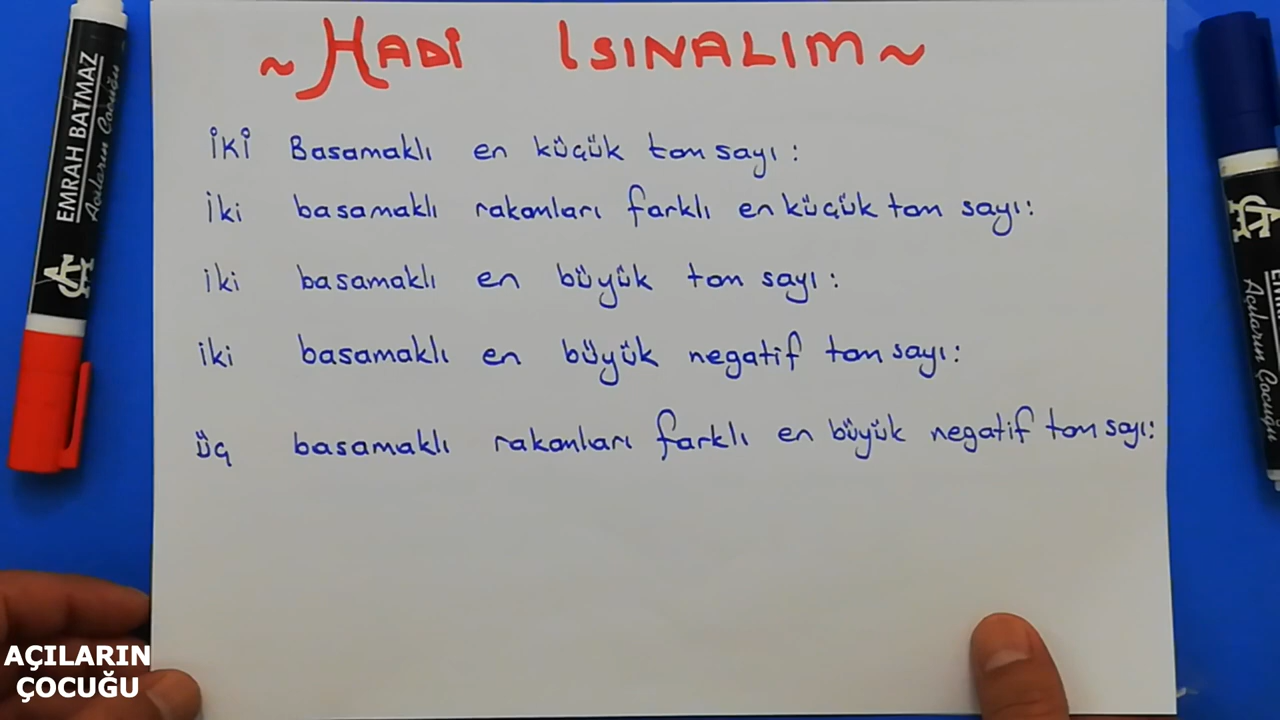 ~ HADİ ISINALIM ~
İKİ Basamaklı en küçük tam sayı :
İki basamaklı rakamları farklı en küçük tam sayı :
iki basamaklı en büyük tam sayı :
iki basamaklı en büyük negatif tam sayı :
üç basamaklı rakamları farklı en büyük negatif tam sayı :
EMRAH BATMAZ
Açıların Çocuğu
Açıların Çocuğu
AÇILARIN
ÇOCUĞU